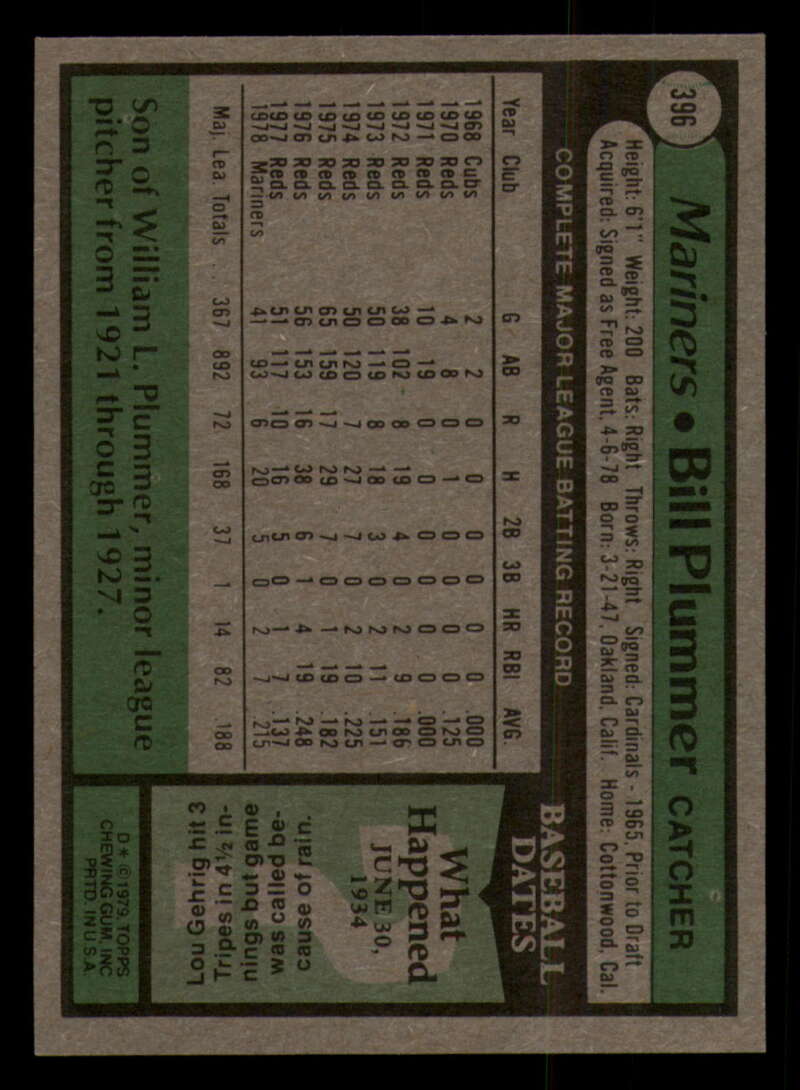 396
Mariners • Bill Plummer CATCHER
Height: 6'1" Weight: 200 Bats: Right Throws: Right Signed: Cardinals - 1965. Prior to Draft
Acquired: Signed as Free Agent, 4-6-78 Born: 3-21-47. Oakland, Calif. Home: Cottonwood, Cal.
COMPLETE MAJOR LEAGUE BATTING RECORD
Year Club G AB R H 2B 3B HR RBI AVG.
1968 Cubs 2 2 0 0 0 0 0 0 .000
1970 Reds 4 8 0 1 0 0 0 0 .125
1971 Reds 10 19 0 0 0 0 0 0 .000
1972 Reds 38 102 8 19 4 0 2 9 .186
1973 Reds 50 119 8 18 3 0 2 11 .151
1974 Reds 50 120 7 27 7 0 2 10 .225
1975 Reds 65 159 17 29 7 0 1 19 .182
1976 Reds 56 153 16 38 6 1 4 19 .248
1977 Reds 51 117 10 16 5 0 1 7 .137
1978 Mariners 41 93 6 20 5 0 2 7 .215
Maj. Lea. Totals 367 892 72 168 37 1 14 82 .188
Son of William L. Plummer, minor league
pitcher from 1921 through 1927.
BASEBALL
DATES
What
Happened
JUNE 30,
1934
Lou Gehrig hit 3
Tripes in 4½ in-
nings but game
was called be-
cause of rain.
D* © 1979 TOPPS
CHEWING GUM, INC
PRTD. IN U.S.A.